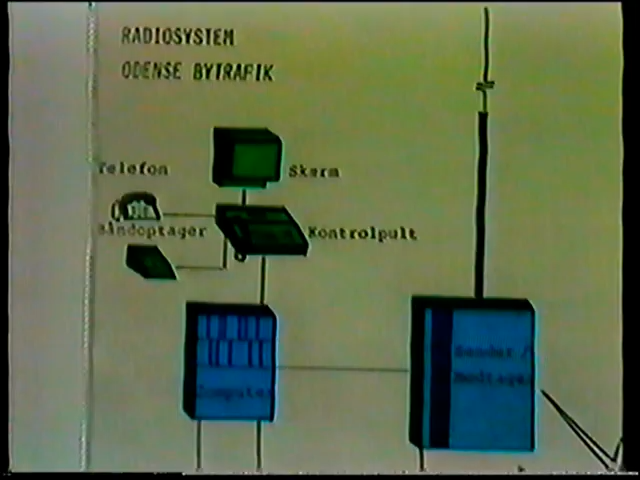 RADIOSYSTEM
ODENSE BYTRAFIK
Telefon
Skærm
Båndoptager
Kontrolpult
Computer
Sender /
Modtager